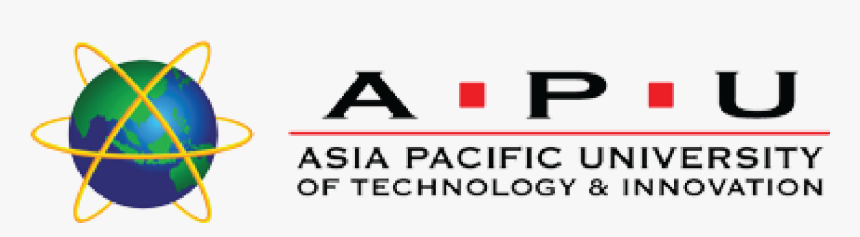 A·P·U
ASIA PACIFIC UNIVERSITY
OF TECHNOLOGY & INNOVATION